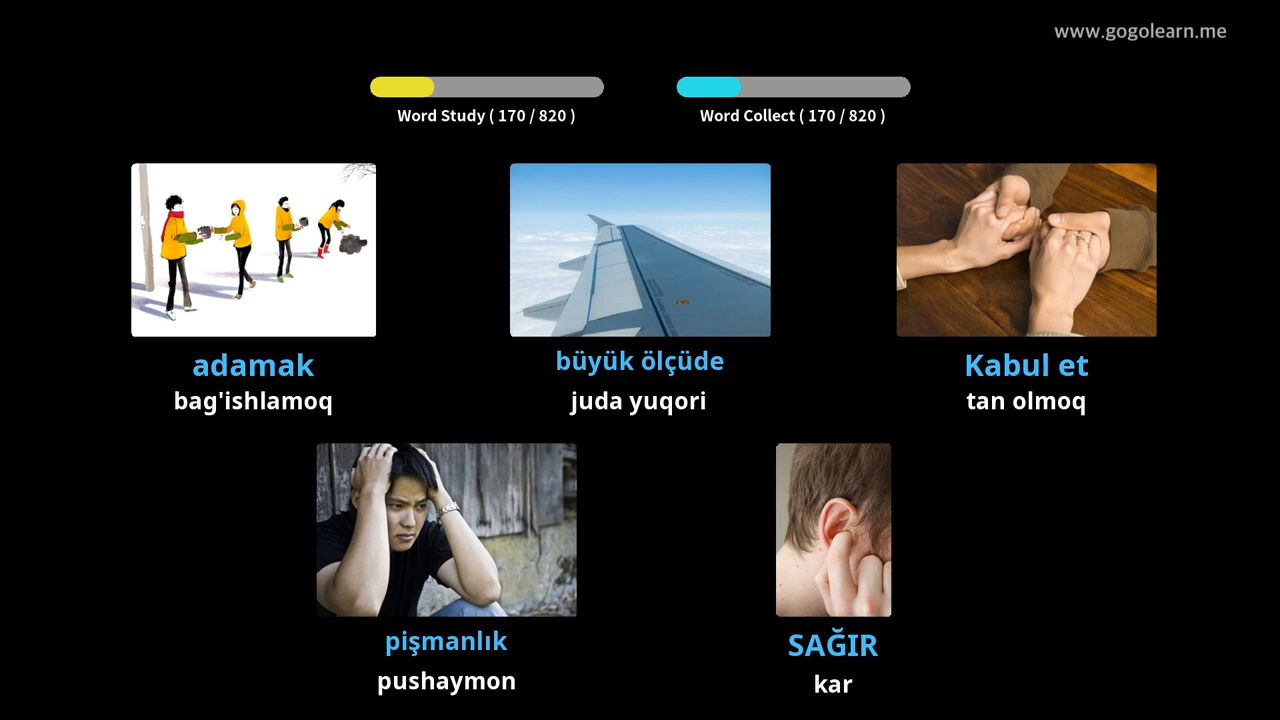 www.gogolearn.me
Word Study ( 170 / 820 )
Word Collect ( 170 / 820 )
adamak
bag'ishlamoq
büyük ölçüde
juda yuqori
Kabul et
tan olmoq
pişmanlık
pushaymon
SAĞIR
kar